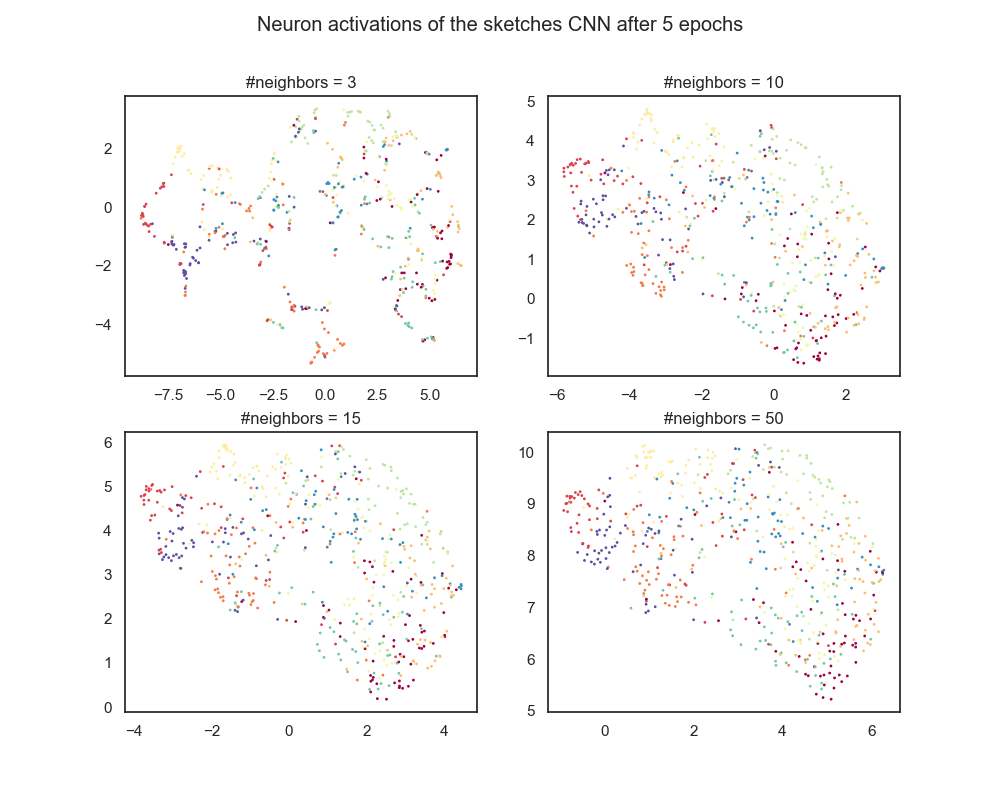 Neuron activations of the sketches CNN after 5 epochs
#neighbors = 3
2
0
−2
−4
−7.5 −5.0 −2.5 0.0 2.5 5.0
#neighbors = 10
5
4
3
2
1
0
−1
−6 −4 −2 0 2
#neighbors = 15
6
5
4
3
2
1
0
−4 −2 0 2 4
#neighbors = 50
10
9
8
7
6
5
0 2 4 6